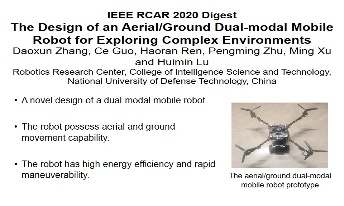 IEEE RCAR 2020 Digest
The Design of an Aerial/Ground Dual-modal Mobile
Robot for Exploring Complex Environments
Daoxun Zhang, Ce Guo, Haoran Ren, Pengming Zhu, Ming Xu
and Huimin Lu
Robotics Research Center, College of Intelligence Science and Technology,
National University of Defense Technology, China
• A novel design of a dual-modal mobile robot
• The robot possess aerial and ground
movement capability.
• The robot has high energy efficiency and rapid
maneuverability.
The aerial/ground dual-modal
mobile robot prototype